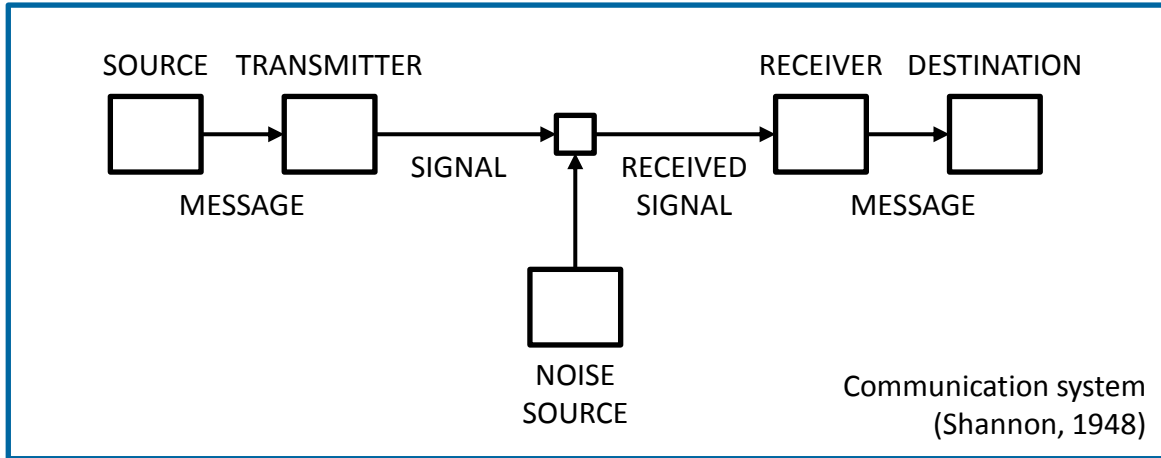 SOURCE
TRANSMITTER
RECEIVER
DESTINATION
SIGNAL
RECEIVED
SIGNAL
MESSAGE
MESSAGE
NOISE
SOURCE
Communication system
(Shannon, 1948)